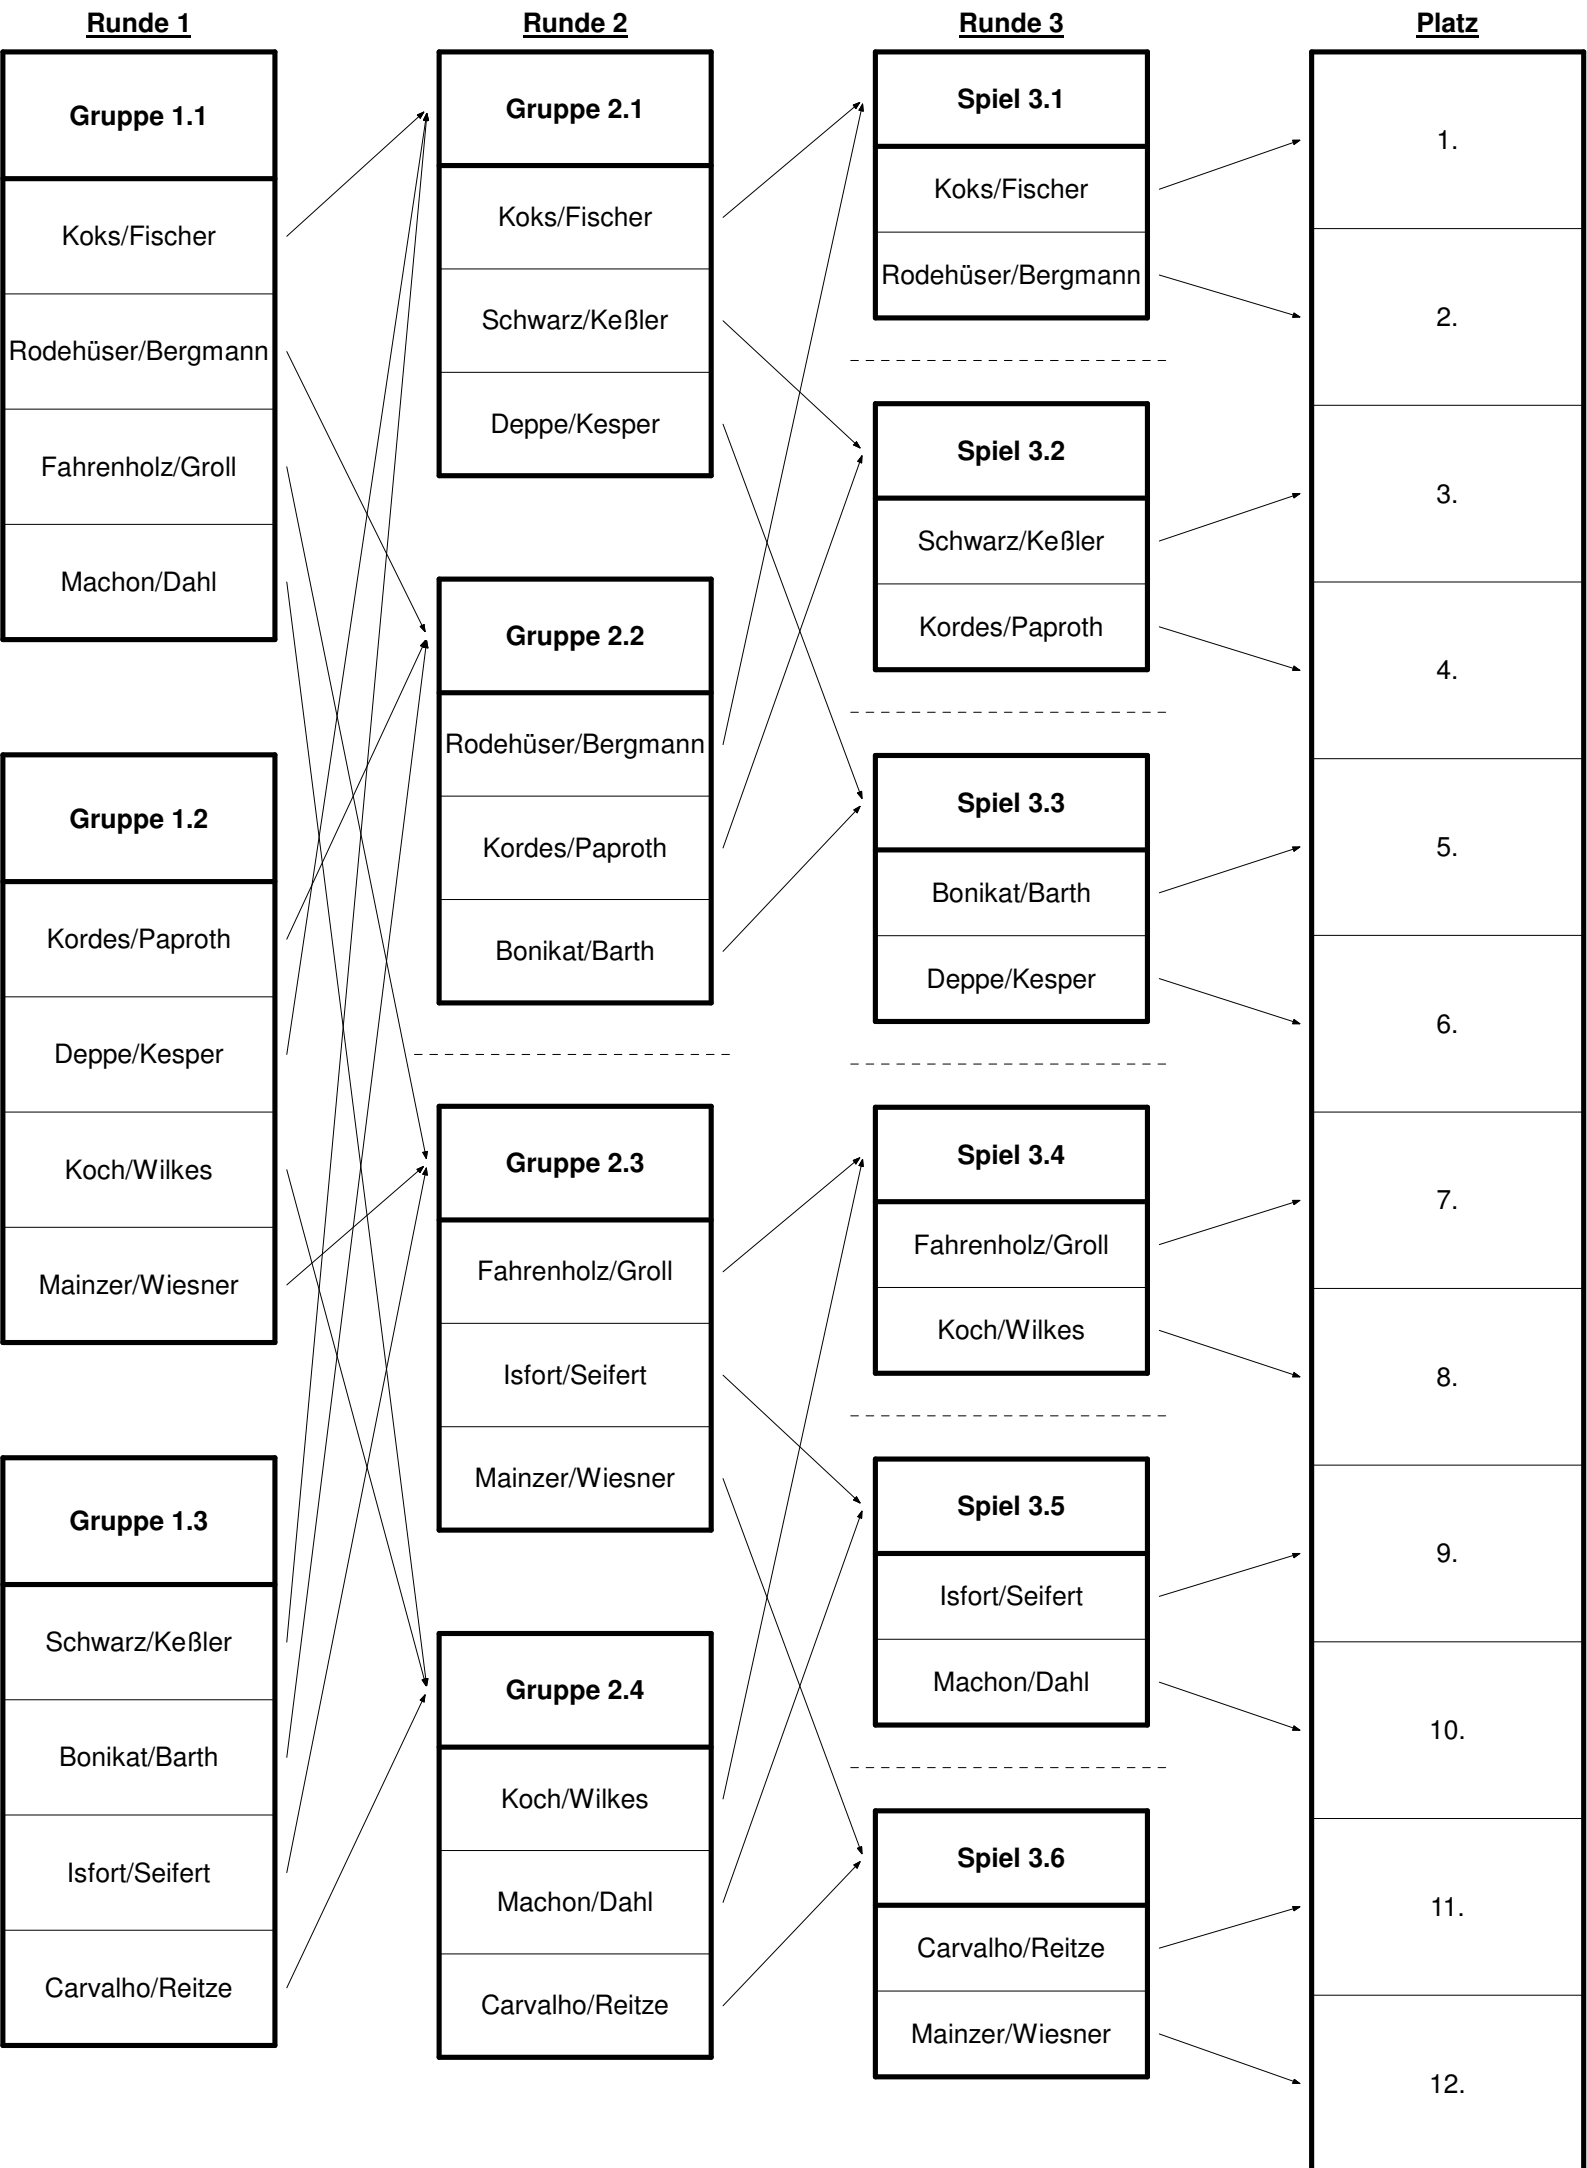 Runde 1
Gruppe 1.1
Koks/Fischer
Rodehüser/Bergmann
Fahrenholz/Groll
Machon/Dahl
Gruppe 1.2
Kordes/Paproth
Deppe/Kesper
Koch/Wilkes
Mainzer/Wiesner
Gruppe 1.3
Schwarz/Keßler
Bonikat/Barth
Isfort/Seifert
Carvalho/Reitze
Runde 2
Gruppe 2.1
Koks/Fischer
Schwarz/Keßler
Deppe/Kesper
Gruppe 2.2
Rodehüser/Bergmann
Kordes/Paproth
Bonikat/Barth
Gruppe 2.3
Fahrenholz/Groll
Isfort/Seifert
Mainzer/Wiesner
Gruppe 2.4
Koch/Wilkes
Machon/Dahl
Carvalho/Reitze
Runde 3
Spiel 3.1
Koks/Fischer
Rodehüser/Bergmann
Spiel 3.2
Schwarz/Keßler
Kordes/Paproth
Spiel 3.3
Bonikat/Barth
Deppe/Kesper
Spiel 3.4
Fahrenholz/Groll
Koch/Wilkes
Spiel 3.5
Isfort/Seifert
Machon/Dahl
Spiel 3.6
Carvalho/Reitze
Mainzer/Wiesner
Platz
1.
2.
3.
4.
5.
6.
7.
8.
9.
10.
11.
12.